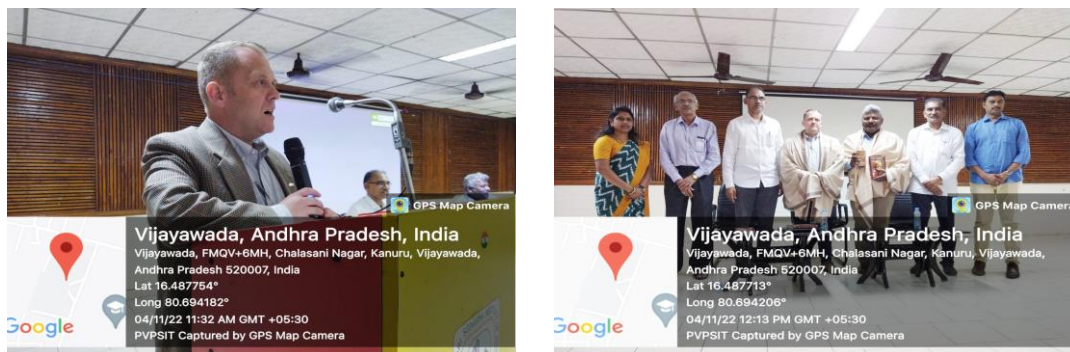 GPS Map Camera
Vijayawada, Andhra Pradesh, India
Vijayawada, FMQV+6MH, Chalasani Nagar, Kanuru, Vijayawada,
Andhra Pradesh 520007, India
Lat 16.487754°
Long 80.694182°
04/11/22 11:32 AM GMT +05:30
PVPSIT Captured by GPS Map Camera
Google
GPS Map Camera
Vijayawada, Andhra Pradesh, India
Vijayawada, FMQV+6MH, Chalasani Nagar, Kanuru, Vijayawada,
Andhra Pradesh 520007, India
Lat 16.487713°
Long 80.694206°
04/11/22 12:13 PM GMT +05:30
PVPSIT Captured by GPS Map Camera
Google